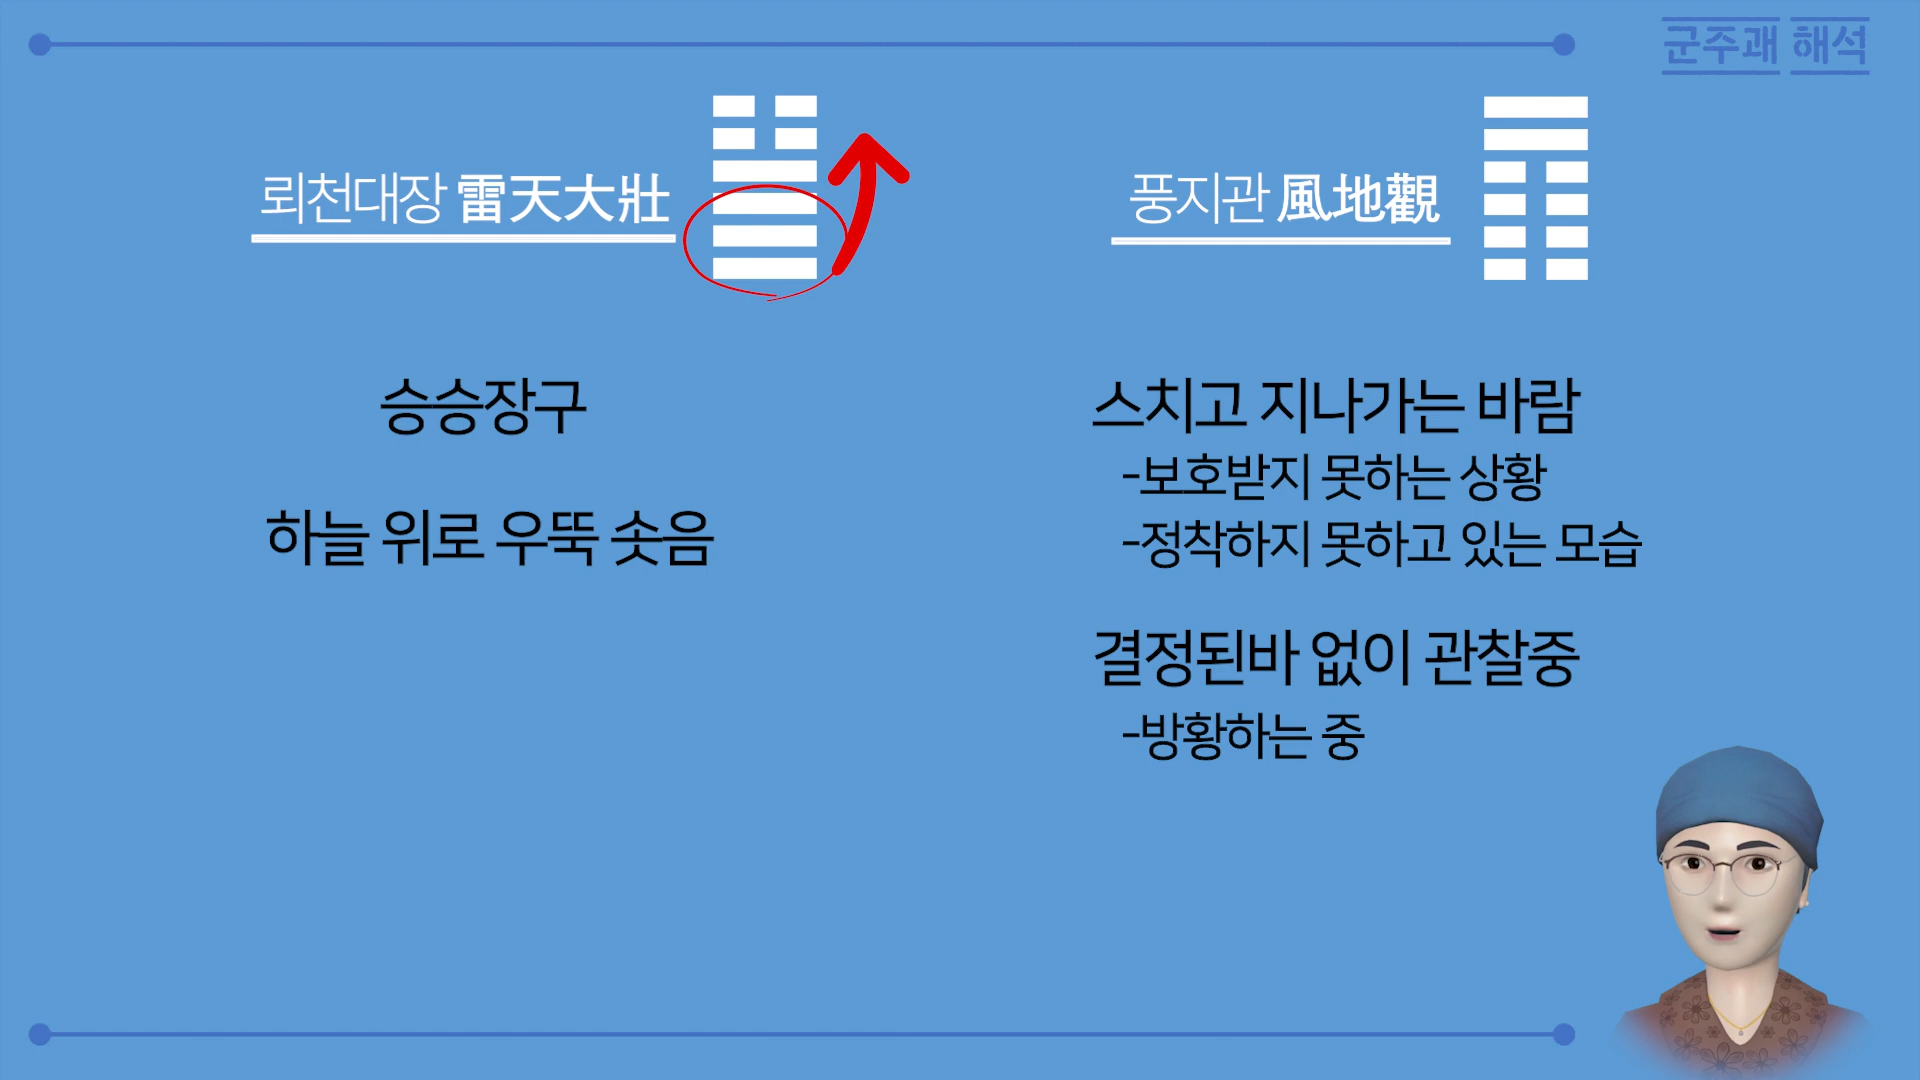 군주괘 해석
뢰천대장 雷天大壯
승승장구
하늘 위로 우뚝 솟음
풍지관 風地觀
스치고 지나가는 바람
-보호받지 못하는 상황
-정착하지 못하고 있는 모습
결정된바 없이 관찰중
-방황하는 중